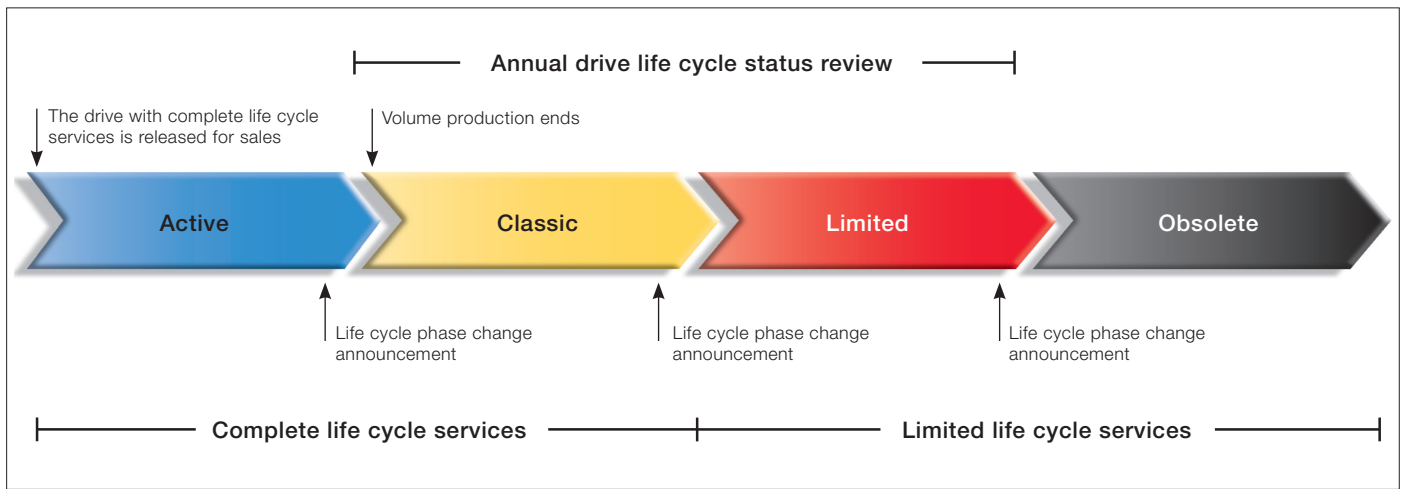 Annual drive life cycle status review
The drive with complete life cycle
services is released for sales
Volume production ends
Active
Classic
Limited
Obsolete
Life cycle phase change
announcement
Life cycle phase change
announcement
Life cycle phase change
announcement
Complete life cycle services
Limited life cycle services